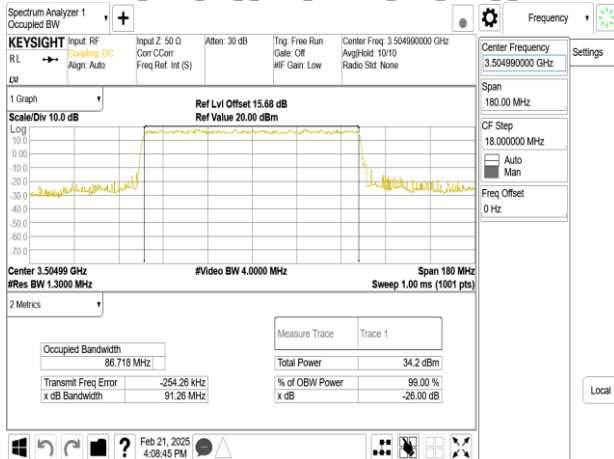 Spectrum Analyzer 1
Occupied BW
+
Frequency
KEYSIGHT
Input: RF
Coupling: DC
Align: Auto
Input Z: 50 Ω
Corr CCorr
Freq Ref: Int (S)
Atten: 30 dB
Trig: Free Run
Gate: Off
#IF Gain: Low
Center Freq: 3.504990000 GHz
Avg|Hold: 10/10
Radio Std: None
RL
LXI
Center Frequency
3.504990000 GHz
Settings
Span
180.00 MHz
CF Step
18.000000 MHz
Auto
Man
Freq Offset
0 Hz
Local
1 Graph
Scale/Div 10.0 dB
Ref Lvl Offset 15.68 dB
Ref Value 20.00 dBm
Log
10.0
0.00
-10.0
-20.0
-30.0
-40.0
-50.0
-60.0
-70.0
Center 3.50499 GHz
#Video BW 4.0000 MHz
Span 180 MHz
#Res BW 1.3000 MHz
Sweep 1.00 ms (1001 pts)
2 Metrics
Measure Trace
Trace 1
Occupied Bandwidth
86.718 MHz
Total Power
34.2 dBm
Transmit Freq Error
-254.26 kHz
% of OBW Power
99.00 %
x dB Bandwidth
91.26 MHz
x dB
-26.00 dB
?
Feb 21, 2025
4:08:45 PM